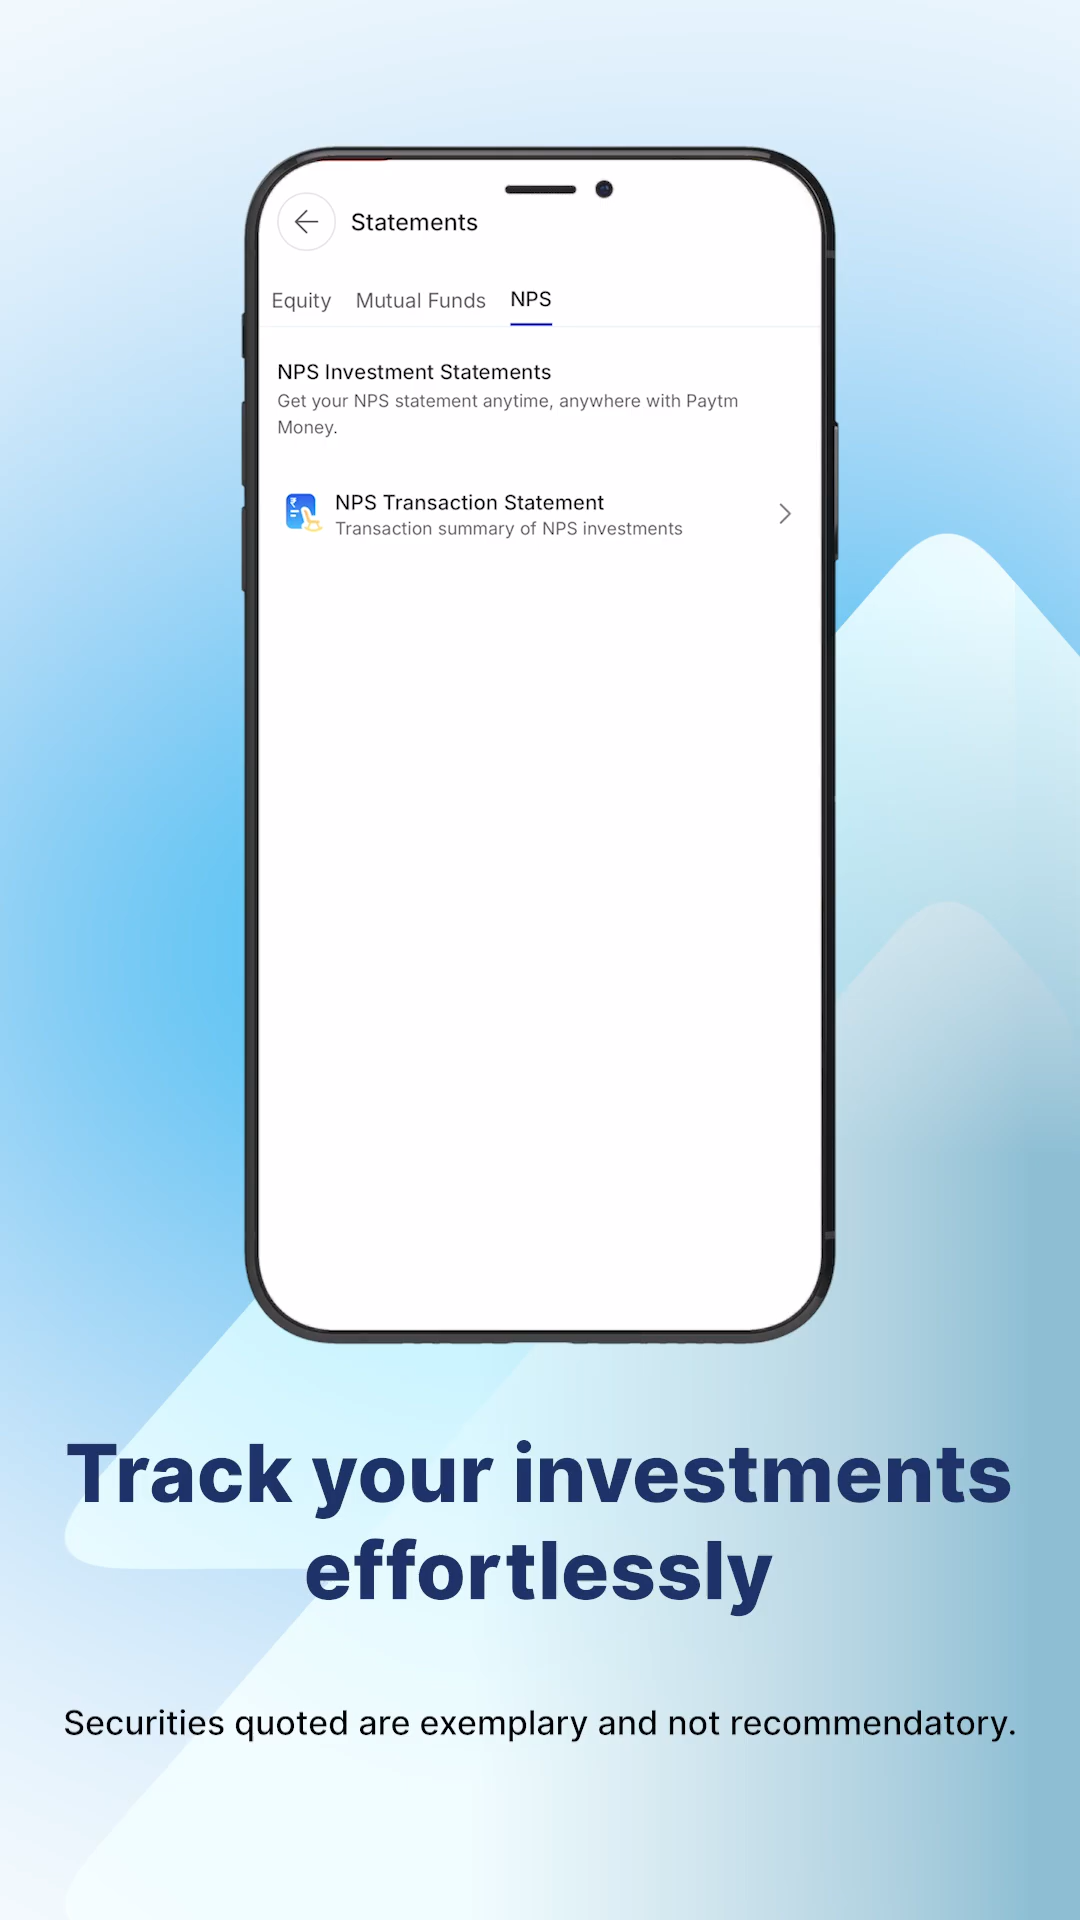 Statements
Equity Mutual Funds NPS
NPS Investment Statements
Get your NPS statement anytime, anywhere with Paytm
Money.
₹
NPS Transaction Statement
Transaction summary of NPS investments
Track your investments
effortlessly
Securities quoted are exemplary and not recommendatory.